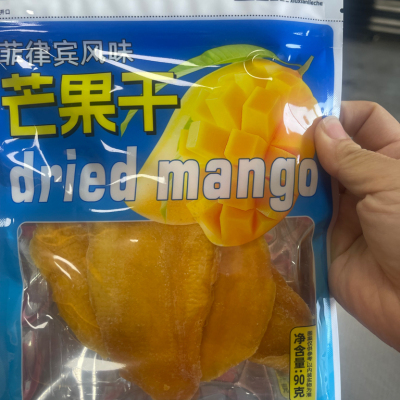 菲律宾风味
芒果干
dried mango
净含量:90克